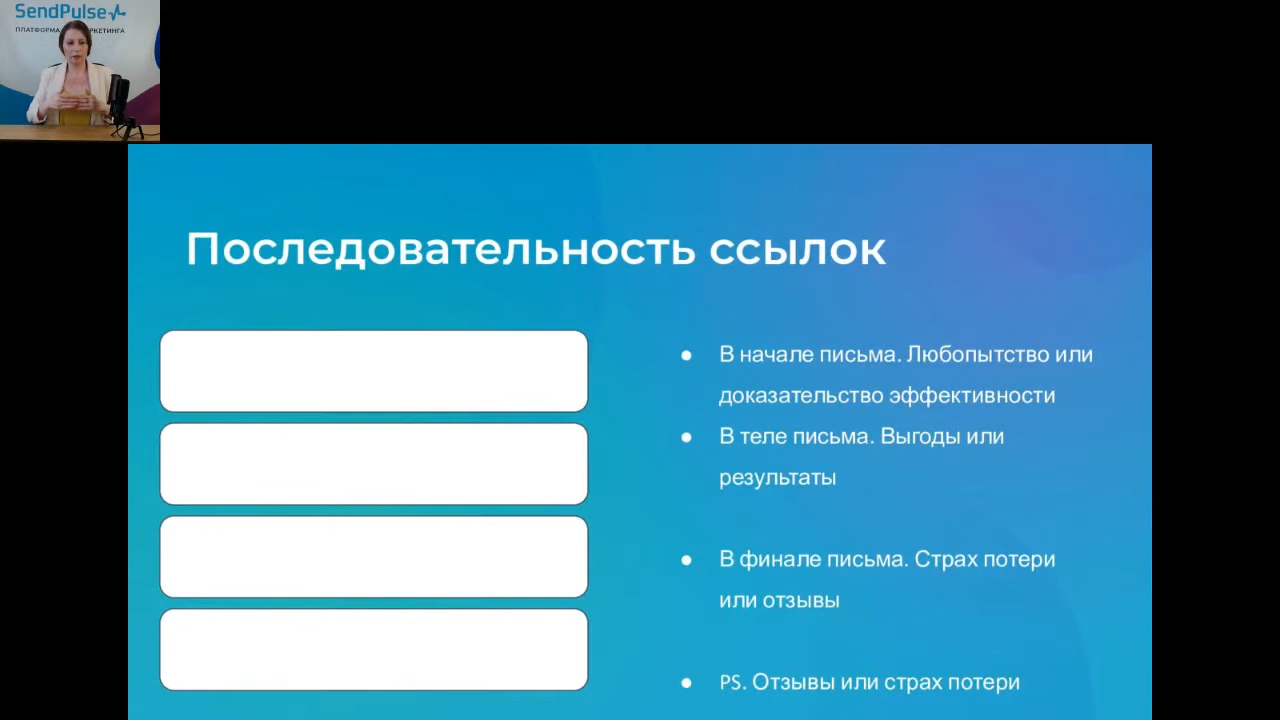 SendPulse
ПЛАТФОРМА
Последовательность ссылок
● В начале письма. Любопытство или
доказательство эффективности
● В теле письма. Выгоды или
результаты
● В финале письма. Страх потери
или отзывы
● PS. Отзывы или страх потери